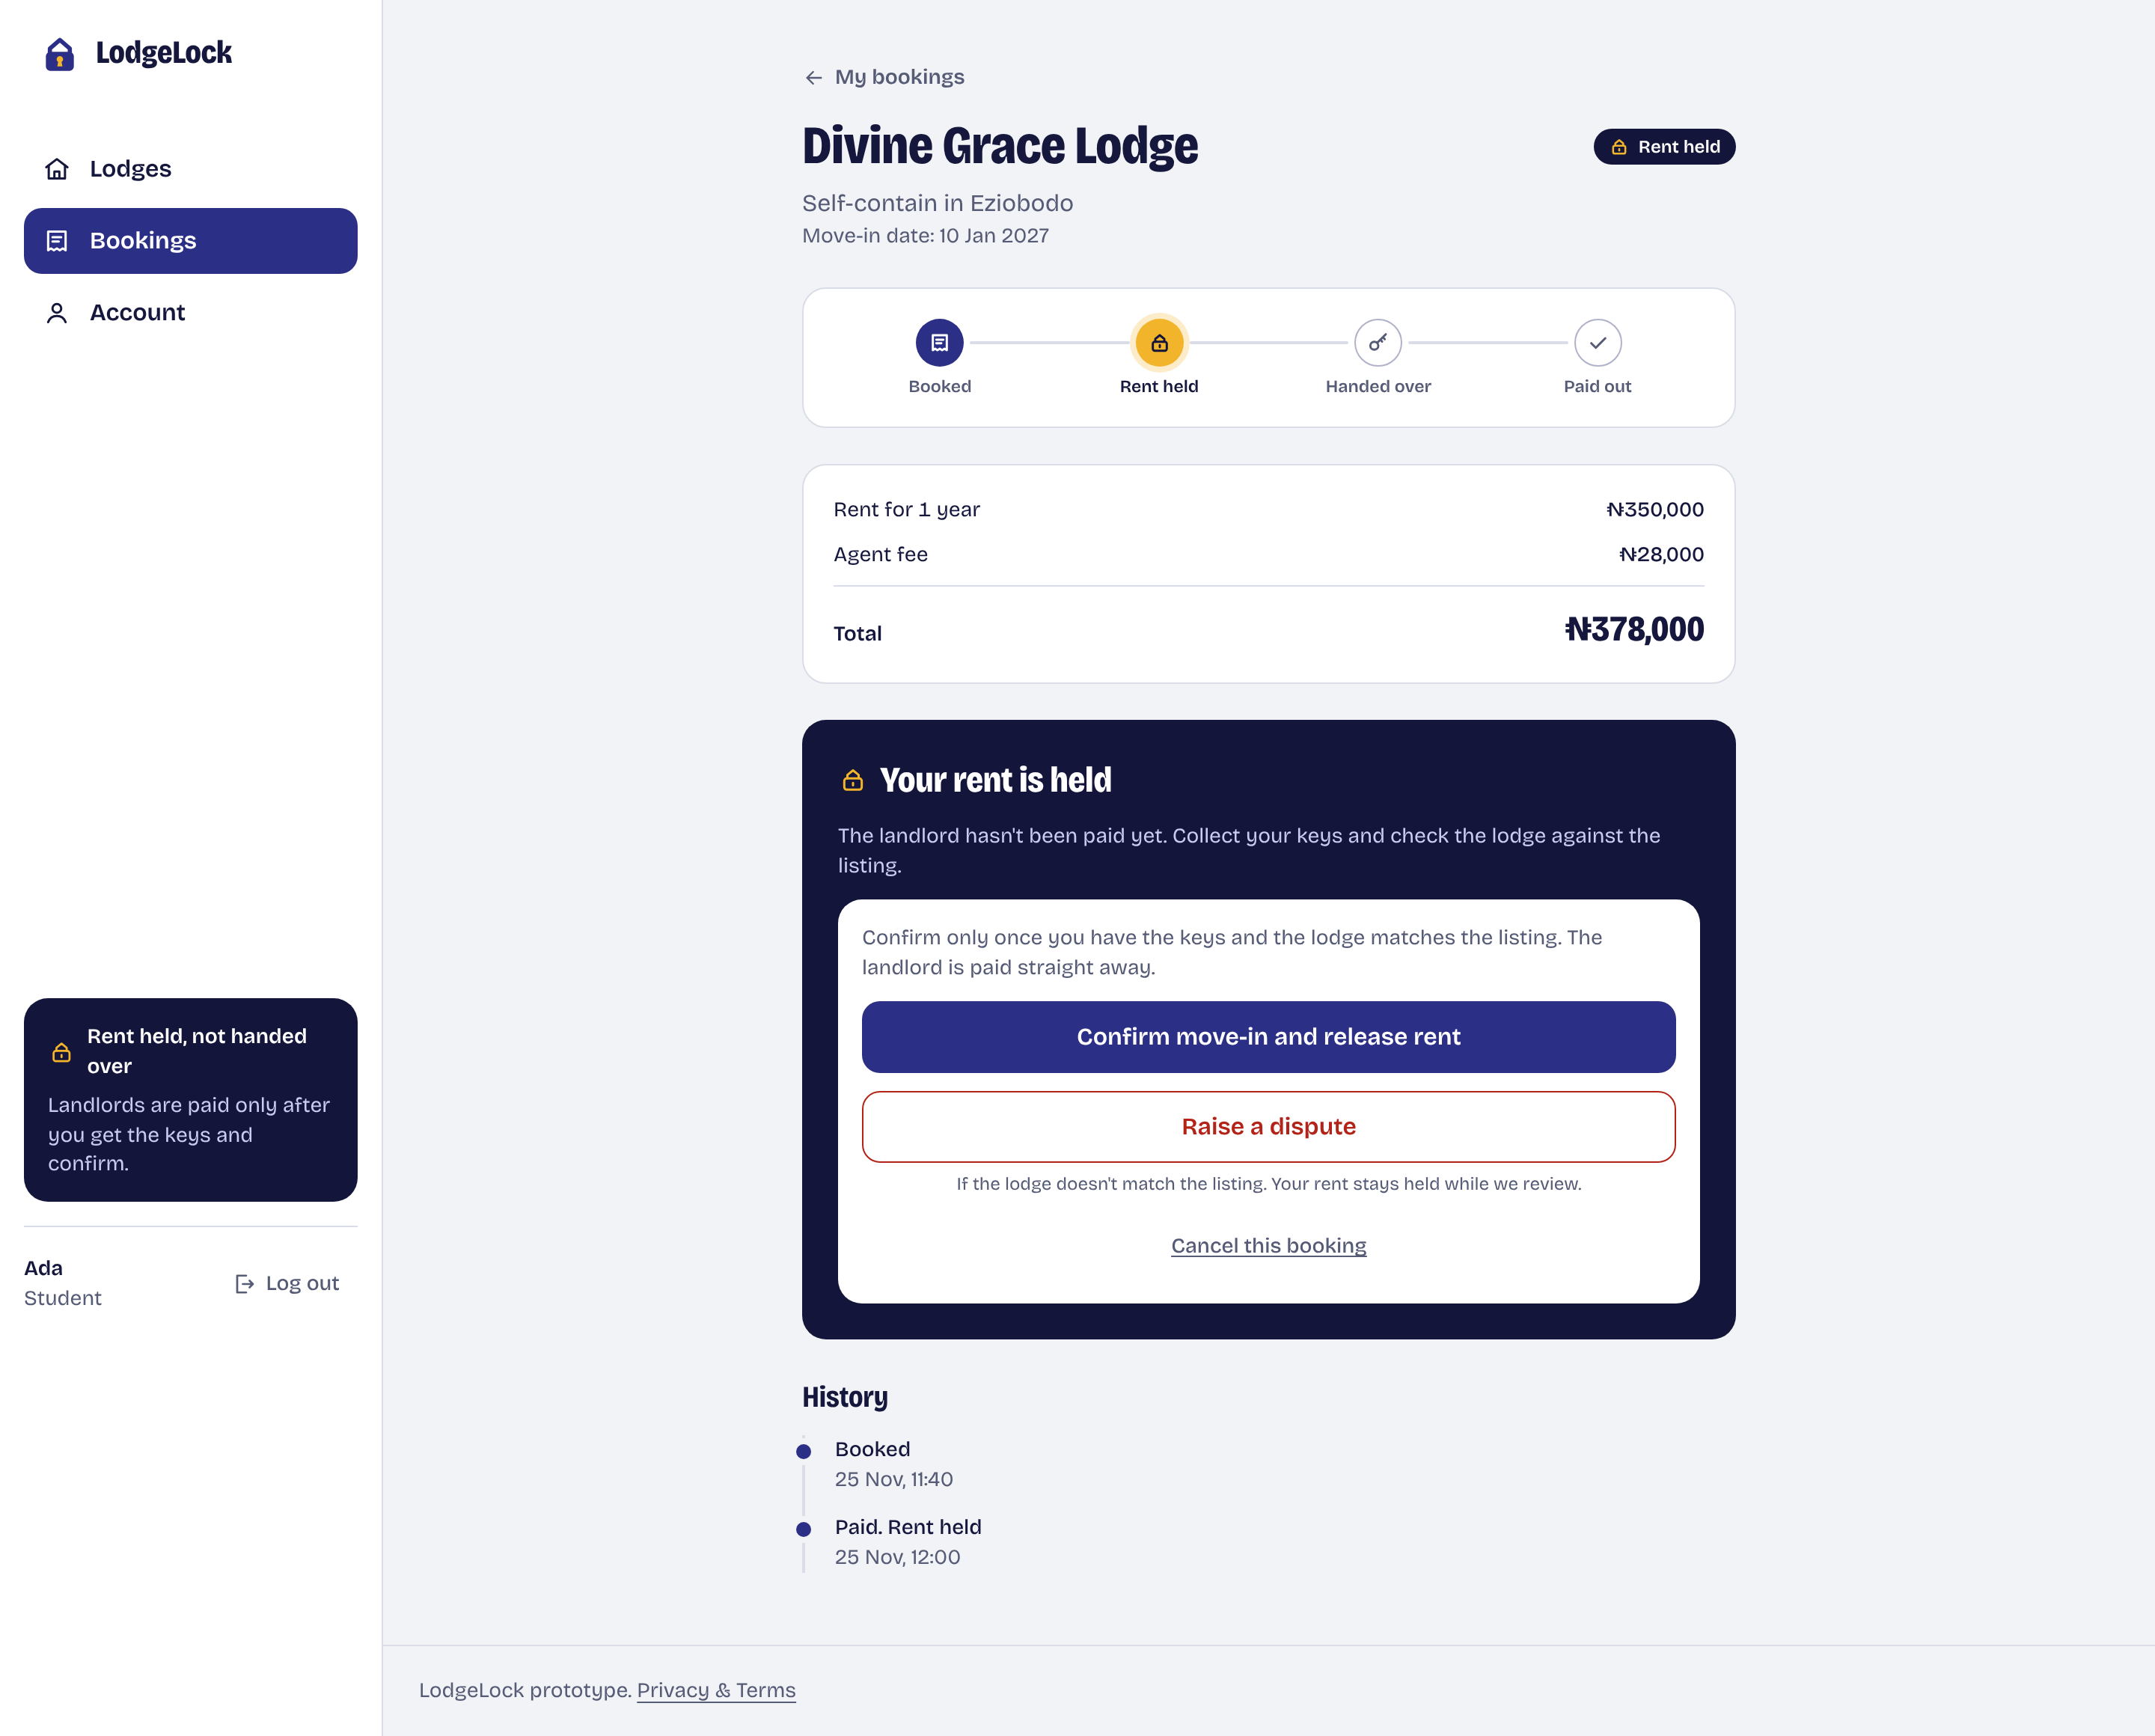 LodgeLock
Lodges
Bookings
Account
Rent held, not handed
over
Landlords are paid only after
you get the keys and
confirm.
Ada
Student
Log out
My bookings
Divine Grace Lodge
Rent held
Self-contain in Eziobodo
Move-in date: 10 Jan 2027
Booked
Rent held
Handed over
Paid out
Rent for 1 year
₦350,000
Agent fee
₦28,000
Total
₦378,000
Your rent is held
The landlord hasn't been paid yet. Collect your keys and check the lodge against the
listing.
Confirm only once you have the keys and the lodge matches the listing. The
landlord is paid straight away.
Confirm move-in and release rent
Raise a dispute
If the lodge doesn't match the listing. Your rent stays held while we review.
Cancel this booking
History
Booked
25 Nov, 11:40
Paid. Rent held
25 Nov, 12:00
LodgeLock prototype. Privacy & Terms